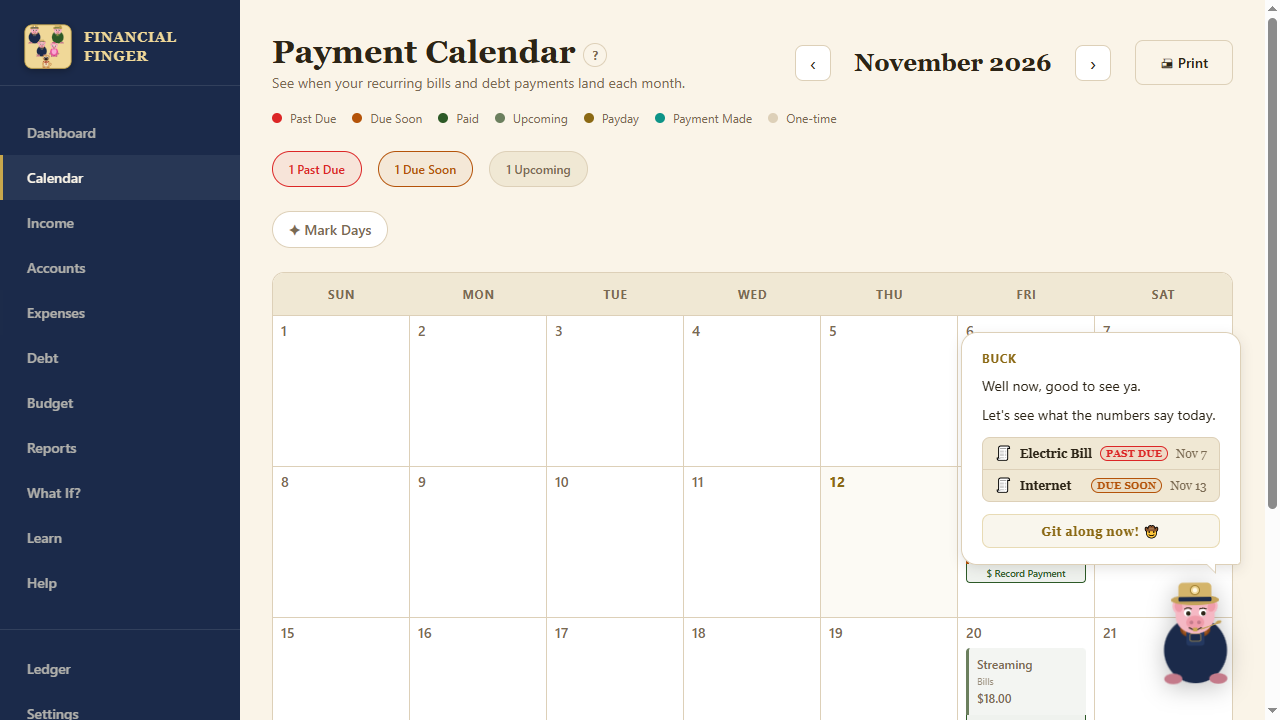 FINANCIAL
FINGER
Dashboard
Calendar
Income
Accounts
Expenses
Debt
Budget
Reports
What If?
Learn
Help
Ledger
Settings
Payment Calendar ?
See when your recurring bills and debt payments land each month.
‹ November 2026 ›
Print
Past Due Due Soon Paid Upcoming Payday Payment Made One-time
1 Past Due 1 Due Soon 1 Upcoming
✦ Mark Days
SUN MON TUE WED THU FRI SAT
1 2 3 4 5 6 7
BUCK
Well now, good to see ya.
Let's see what the numbers say today.
Electric Bill PAST DUE Nov 7
Internet DUE SOON Nov 13
Git along now! 🤠
8 9 10 11 12
$ Record Payment
15 16 17 18 19 20 21
Streaming
Bills
$18.00